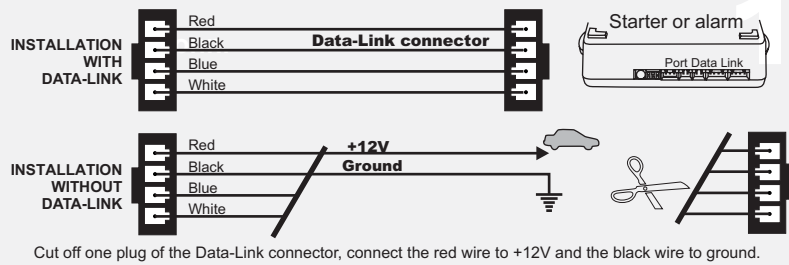 Red
Black
Blue
White
INSTALLATION
WITH
DATA-LINK
Data-Link connector
Starter or alarm
1
Port Data Link
Red
Black
Blue
White
INSTALLATION
WITHOUT
DATA-LINK
+12V
Ground
Cut off one plug of the Data-Link connector, connect the red wire to +12V and the black wire to ground.